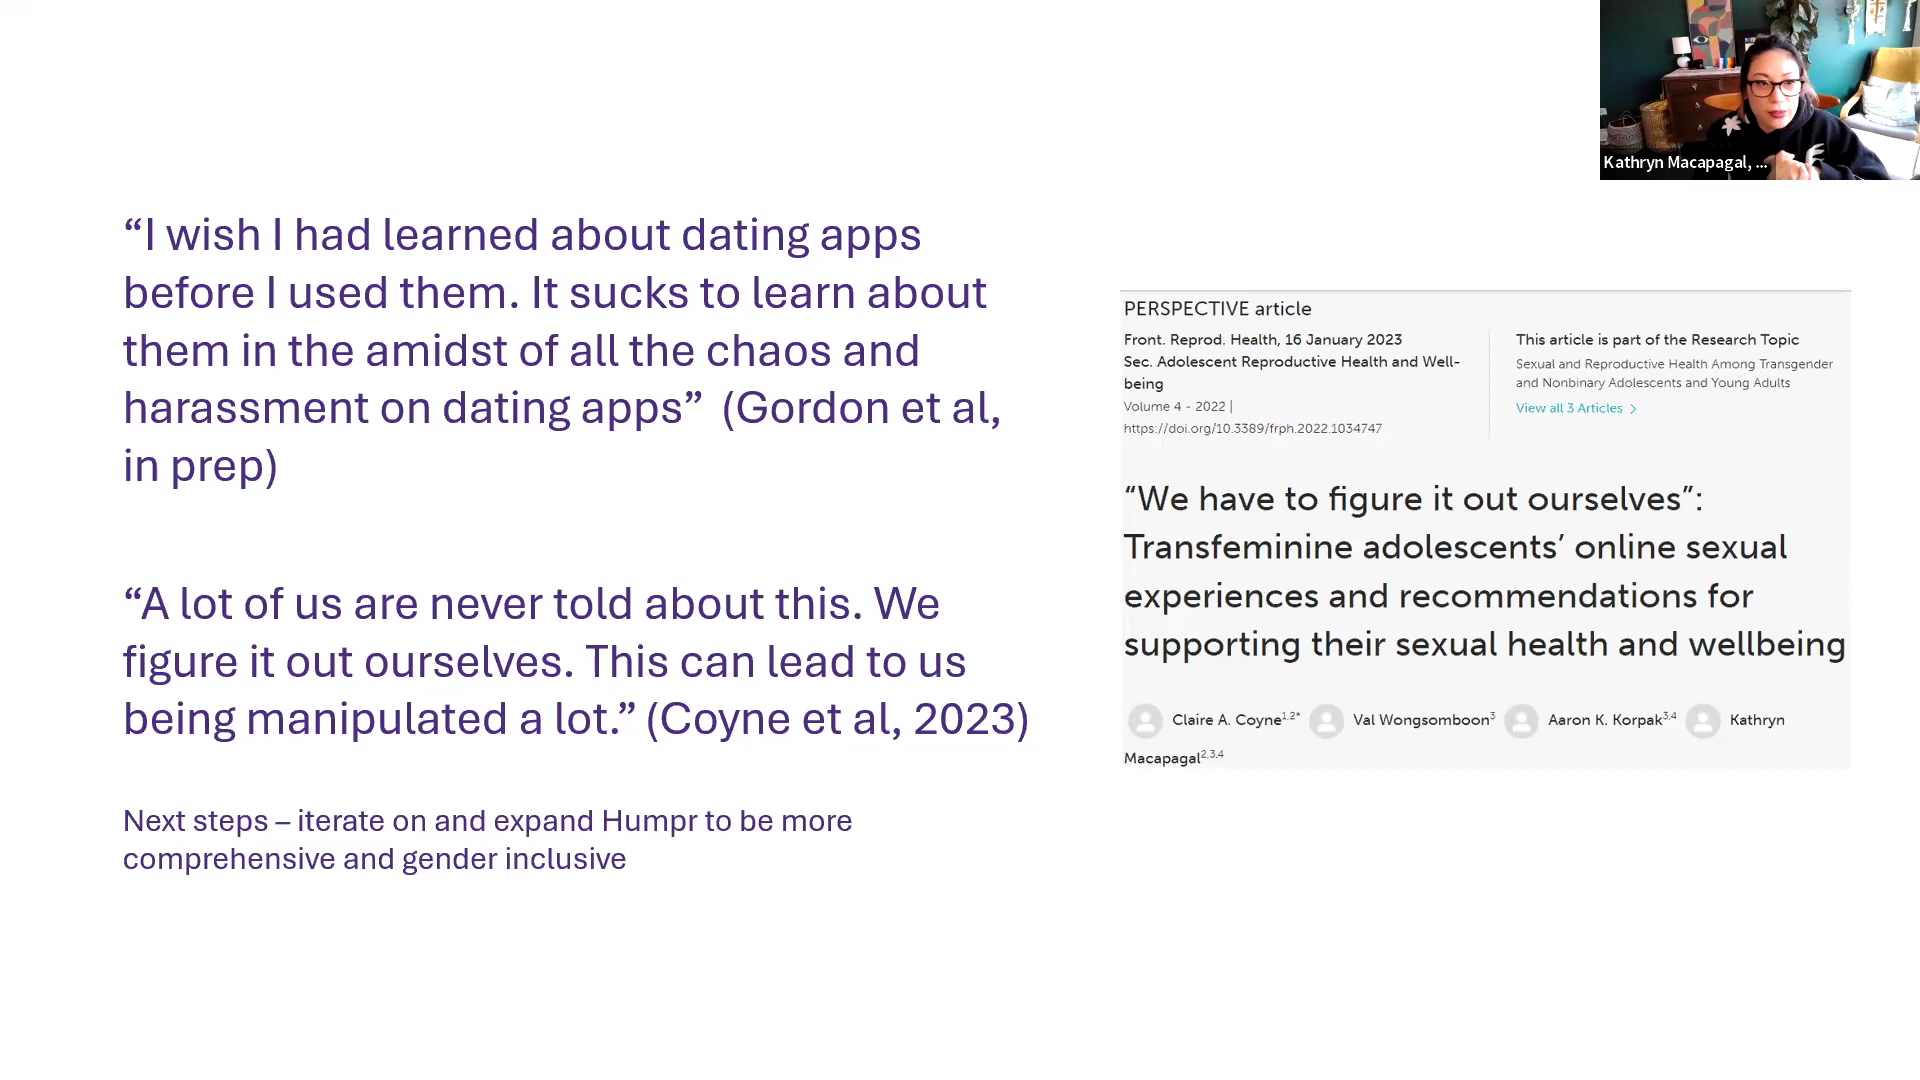 Kathryn Macapagal, ...
“I wish I had learned about dating apps
before I used them. It sucks to learn about
them in the amidst of all the chaos and
harassment on dating apps”  (Gordon et al,
in prep)
“A lot of us are never told about this. We
figure it out ourselves. This can lead to us
being manipulated a lot.” (Coyne et al, 2023)
Next steps – iterate on and expand Humpr to be more
comprehensive and gender inclusive
PERSPECTIVE article
Front. Reprod. Health, 16 January 2023
Sec. Adolescent Reproductive Health and Well-
being
Volume 4 - 2022 |
https://doi.org/10.3389/frph.2022.1034747
This article is part of the Research Topic
Sexual and Reproductive Health Among Transgender
and Nonbinary Adolescents and Young Adults
View all 3 Articles >
“We have to figure it out ourselves”:
Transfeminine adolescents’ online sexual
experiences and recommendations for
supporting their sexual health and wellbeing
Claire A. Coyne1,2* Val Wongsomboon3 Aaron K. Korpak3,4 Kathryn
Macapagal2,3,4